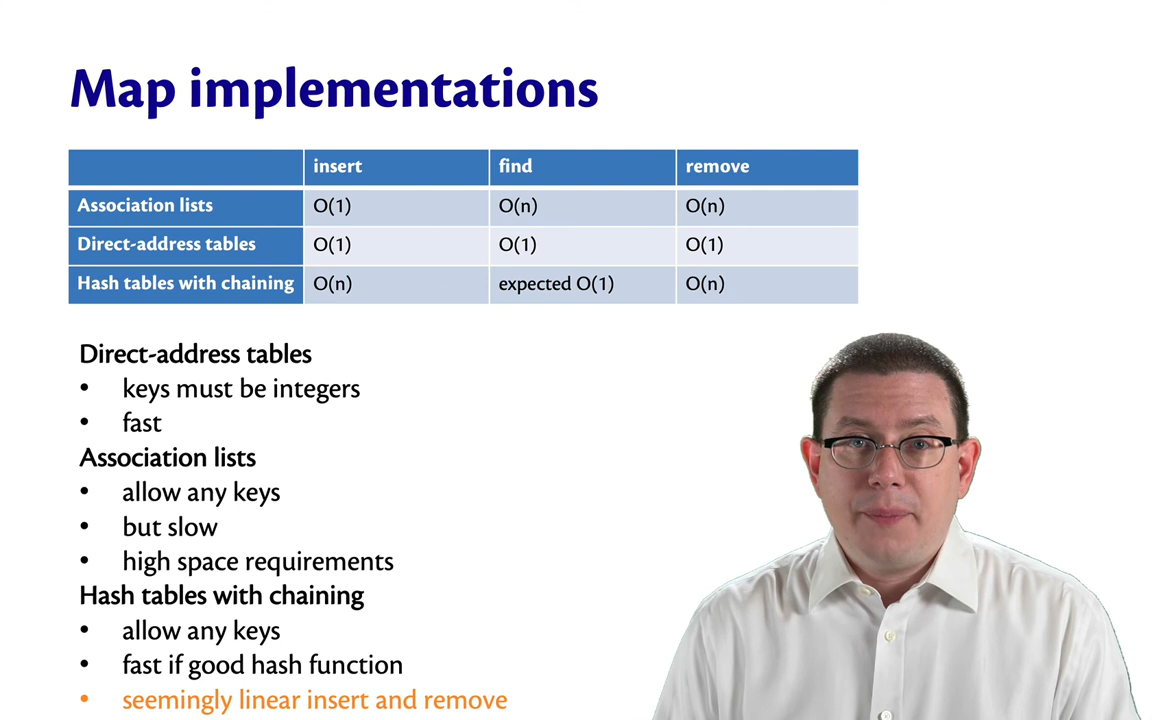 Map implementations
insert find remove
Association lists O(1) O(n) O(n)
Direct-address tables O(1) O(1) O(1)
Hash tables with chaining O(n) expected O(1) O(n)
Direct-address tables
• keys must be integers
• fast
Association lists
• allow any keys
• but slow
• high space requirements
Hash tables with chaining
• allow any keys
• fast if good hash function
• seemingly linear insert and remove